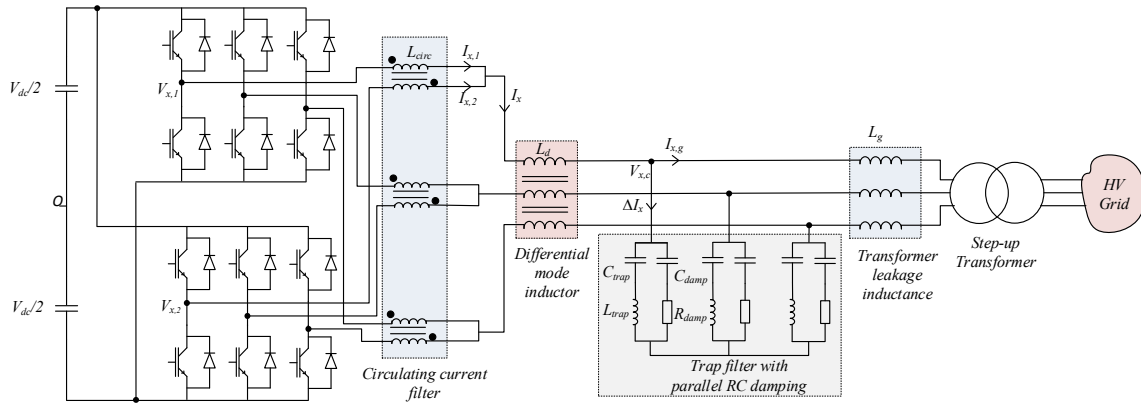 V_dc/2
V_x,1
L_circ
I_x,1
I_x,2
I_x
L_d
I_x,g
V_x,c
ΔI_x
L_g
HV
Grid
Step-up
Transformer
Transformer
leakage
inductance
Differential
mode
inductor
O
V_dc/2
V_x,2
C_trap
C_damp
L_trap
R_damp
Trap filter with
parallel RC damping
Circulating current
filter